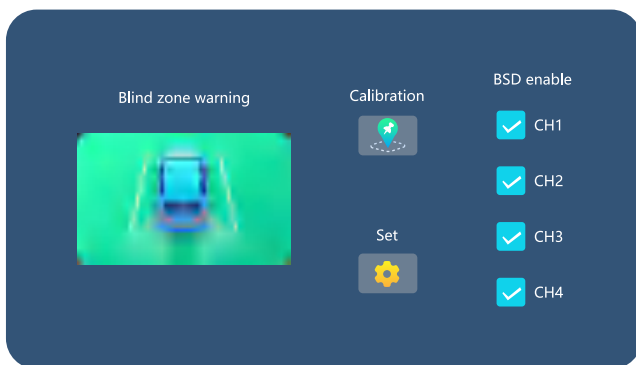 Blind zone warning
Calibration
Set
BSD enable
CH1
CH2
CH3
CH4